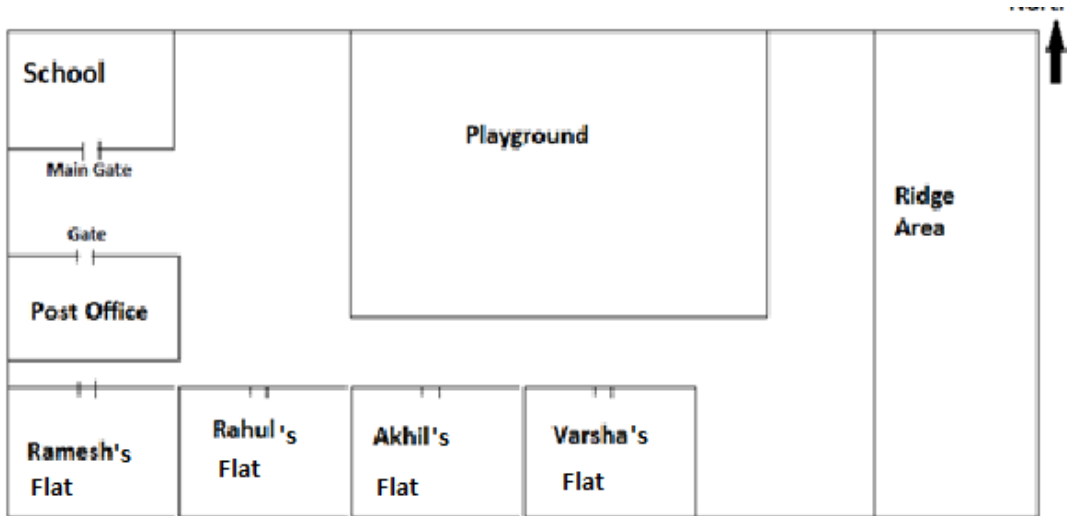 School
Main Gate
Gate
Post Office
Playground
Ridge
Area
Ramesh's
Flat
Rahul's
Flat
Akhil's
Flat
Varsha's
Flat